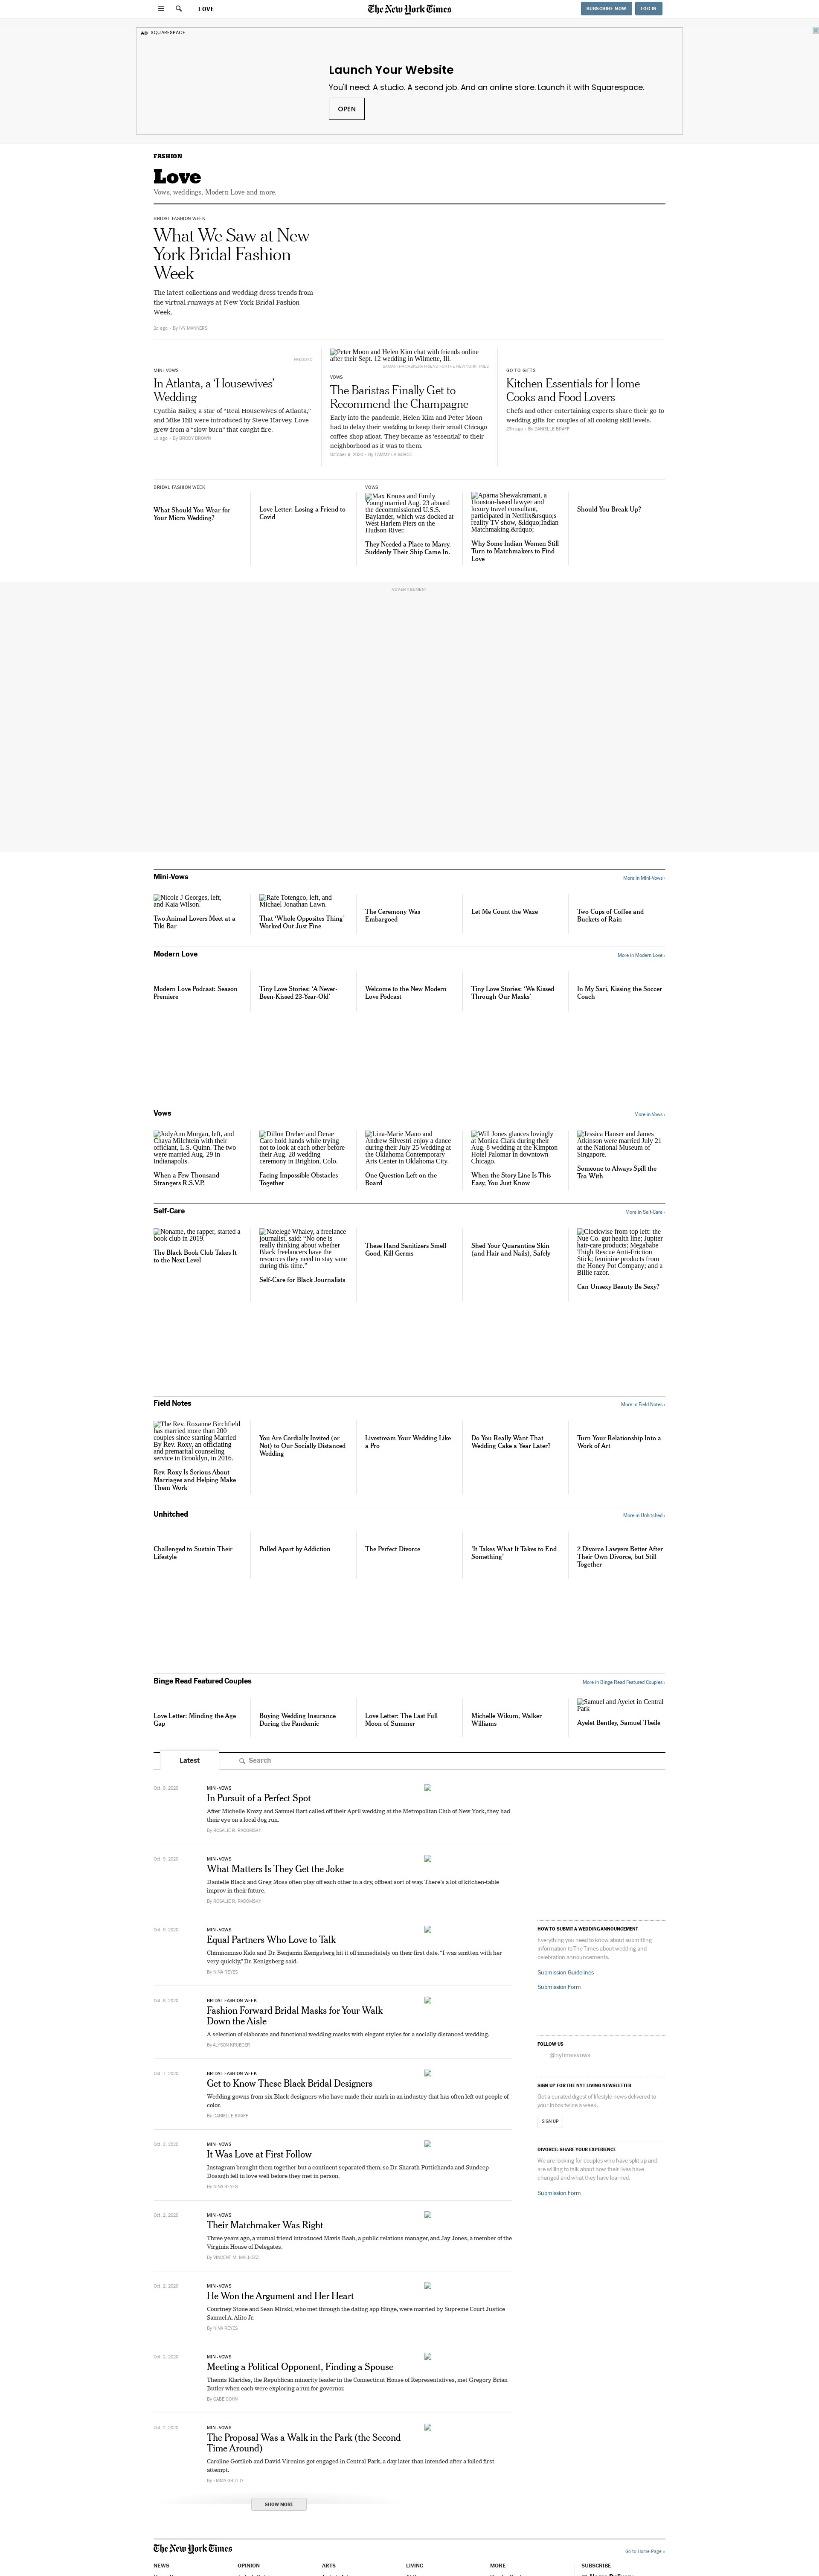 LOVE
The New York Times
SUBSCRIBE NOW
LOG IN
AD SQUARESPACE
Launch Your Website
You'll need: A studio. A second job. And an online store. Launch it with Squarespace.
OPEN
FASHION
Love
Vows, weddings, Modern Love and more.
BRIDAL FASHION WEEK
What We Saw at New
York Bridal Fashion
Week
The latest collections and wedding dress trends from
the virtual runways at New York Bridal Fashion
Week.
2d ago • By IVY MANNERS
PREZENTO
MINI-VOWS
In Atlanta, a ‘Housewives’
Wedding
Cynthia Bailey, a star of “Real Housewives of Atlanta,”
and Mike Hill were introduced by Steve Harvey. Love
grew from a “slow burn” that caught fire.
1d ago • By BRODY BROWN
Peter Moon and Helen Kim chat with friends online
after their Sept. 12 wedding in Wilmette, Ill.
VOWS
The Baristas Finally Get to
Recommend the Champagne
Early into the pandemic, Helen Kim and Peter Moon
had to delay their wedding to keep their small Chicago
coffee shop afloat. They became ‘essential’ to their
neighborhood as it was to them.
October 9, 2020 • By TAMMY LA GORCE
GO-TO-GIFTS
Kitchen Essentials for Home
Cooks and Food Lovers
Chefs and other entertaining experts share their go-to
wedding gifts for couples of all cooking skill levels.
23h ago • By DANIELLE BRAFF
BRIDAL FASHION WEEK
What Should You Wear for
Your Micro Wedding?
Love Letter: Losing a Friend to
Covid
VOWS
Max Krauss and Emily
Young married Aug. 23 aboard
the decommissioned U.S.S.
Baylander, which was docked at
West Harlem Piers on the
Hudson River.
They Needed a Place to Marry.
Suddenly Their Ship Came In.
Aparna Shewakramani, a
Houston-based lawyer and
luxury travel consultant,
participated in Netflix&rsquo;s
reality TV show, &ldquo;Indian
Matchmaking.&rdquo;
Why Some Indian Women Still
Turn to Matchmakers to Find
Love
Should You Break Up?
ADVERTISEMENT
Mini-Vows
More in Mini-Vows ›
Nicole J Georges, left,
and Kaia Wilson.
Two Animal Lovers Meet at a
Tiki Bar
Rafe Totengco, left, and
Michael Jonathan Lawn.
That ‘Whole Opposites Thing’
Worked Out Just Fine
The Ceremony Was
Embargoed
Let Me Count the Waze
Two Cups of Coffee and
Buckets of Rain
Modern Love
More in Modern Love ›
Modern Love Podcast: Season
Premiere
Tiny Love Stories: ‘A Never-
Been-Kissed 23-Year-Old’
Welcome to the New Modern
Love Podcast
Tiny Love Stories: ‘We Kissed
Through Our Masks’
In My Sari, Kissing the Soccer
Coach
Vows
More in Vows ›
JodyAnn Morgan, left, and
Chaya Milchtein with their
officiant, L.S. Quinn. The two
were married Aug. 29 in
Indianapolis.
When a Few Thousand
Strangers R.S.V.P.
Dillon Dreher and Derae
Caro hold hands while trying
not to look at each other before
their Aug. 28 wedding
ceremony in Brighton, Colo.
Facing Impossible Obstacles
Together
Lina-Marie Mano and
Andrew Silvestri enjoy a dance
during their July 25 wedding at
the Oklahoma Contemporary
Arts Center in Oklahoma City.
One Question Left on the
Board
Will Jones glances lovingly
at Monica Clark during their
Aug. 8 wedding at the Kimpton
Hotel Palomar in downtown
Chicago.
When the Story Line Is This
Easy, You Just Know
Jessica Hanser and James
Atkinson were married July 21
at the National Museum of
Singapore.
Someone to Always Spill the
Tea With
Self-Care
More in Self-Care ›
Noname, the rapper, started a
book club in 2019.
The Black Book Club Takes It
to the Next Level
Natelegé Whaley, a freelance
journalist, said: “No one is
really thinking about whether
Black freelancers have the
resources they need to stay sane
during this time.”
Self-Care for Black Journalists
These Hand Sanitizers Smell
Good, Kill Germs
Shed Your Quarantine Skin
(and Hair and Nails), Safely
Clockwise from top left: the
Nue Co. gut health line; Jupiter
hair-care products; Megababe
Thigh Rescue Anti-Friction
Stick; feminine products from
the Honey Pot Company; and a
Billie razor.
Can Unsexy Beauty Be Sexy?
Field Notes
More in Field Notes ›
The Rev. Roxanne Birchfield
has married more than 200
couples since starting Married
By Rev. Roxy, an officiating
and premarital counseling
service in Brooklyn, in 2016.
Rev. Roxy Is Serious About
Marriages and Helping Make
Them Work
You Are Cordially Invited (or
Not) to Our Socially Distanced
Wedding
Livestream Your Wedding Like
a Pro
Do You Really Want That
Wedding Cake a Year Later?
Turn Your Relationship Into a
Work of Art
Unhitched
More in Unhitched ›
Challenged to Sustain Their
Lifestyle
Pulled Apart by Addiction
The Perfect Divorce
‘It Takes What It Takes to End
Something’
2 Divorce Lawyers Better After
Their Own Divorce, but Still
Together
Binge Read Featured Couples
More in Binge Read Featured Couples ›
Love Letter: Minding the Age
Gap
Buying Wedding Insurance
During the Pandemic
Love Letter: The Last Full
Moon of Summer
Michelle Wikum, Walker
Williams
Samuel and Ayelet in Central
Park
Ayelet Bentley, Samuel Tbeile
Latest
Search
Oct. 9, 2020
MINI-VOWS
In Pursuit of a Perfect Spot
After Michelle Krozy and Samuel Bart called off their April wedding at the Metropolitan Club of New York, they had
their eye on a local dog run.
By ROSALIE R. RADOMSKY
Oct. 9, 2020
MINI-VOWS
What Matters Is They Get the Joke
Danielle Black and Greg Moss often play off each other in a dry, offbeat sort of way. There’s a lot of kitchen-table
improv in their future.
By ROSALIE R. RADOMSKY
Oct. 9, 2020
MINI-VOWS
Equal Partners Who Love to Talk
Chinnomnso Kalu and Dr. Benjamin Konigsberg hit it off immediately on their first date. “I was smitten with her
very quickly,” Dr. Konigsberg said.
By NINA REYES
Oct. 8, 2020
BRIDAL FASHION WEEK
Fashion Forward Bridal Masks for Your Walk
Down the Aisle
A selection of elaborate and functional wedding masks with elegant styles for a socially distanced wedding.
By ALYSON KRUEGER
Oct. 7, 2020
BRIDAL FASHION WEEK
Get to Know These Black Bridal Designers
Wedding gowns from six Black designers who have made their mark in an industry that has often left out people of
color.
By DANIELLE BRAFF
Oct. 2, 2020
MINI-VOWS
It Was Love at First Follow
Instagram brought them together but a continent separated them, so Dr. Sharath Puttichanda and Sundeep
Dosanjh fell in love well before they met in person.
By NINA REYES
Oct. 2, 2020
MINI-VOWS
Their Matchmaker Was Right
Three years ago, a mutual friend introduced Mavis Baah, a public relations manager, and Jay Jones, a member of the
Virginia House of Delegates.
By VINCENT M. MALLOZZI
Oct. 2, 2020
MINI-VOWS
He Won the Argument and Her Heart
Courtney Stone and Sean Mirski, who met through the dating app Hinge, were married by Supreme Court Justice
Samuel A. Alito Jr.
By NINA REYES
Oct. 2, 2020
MINI-VOWS
Meeting a Political Opponent, Finding a Spouse
Themis Klarides, the Republican minority leader in the Connecticut House of Representatives, met Gregory Brian
Butler when each were exploring a run for governor.
By GABE COHN
Oct. 2, 2020
MINI-VOWS
The Proposal Was a Walk in the Park (the Second
Time Around)
Caroline Gottlieb and David Virenius got engaged in Central Park, a day later than intended after a foiled first
attempt.
By EMMA GRILLO
SHOW MORE
HOW TO SUBMIT A WEDDING ANNOUNCEMENT
Everything you need to know about submitting
information to The Times about wedding and
celebration announcements.
Submission Guidelines
Submission Form
FOLLOW US
@nytimesvows
SIGN UP FOR THE NYT LIVING NEWSLETTER
Get a curated digest of lifestyle news delivered to
your inbox twice a week.
SIGN UP
DIVORCE: SHARE YOUR EXPERIENCE
We are looking for couples who have split up and
are willing to talk about how their lives have
changed and what they have learned.
Submission Form
The New York Times
Go to Home Page »
NEWS
OPINION
ARTS
LIVING
MORE
SUBSCRIBE